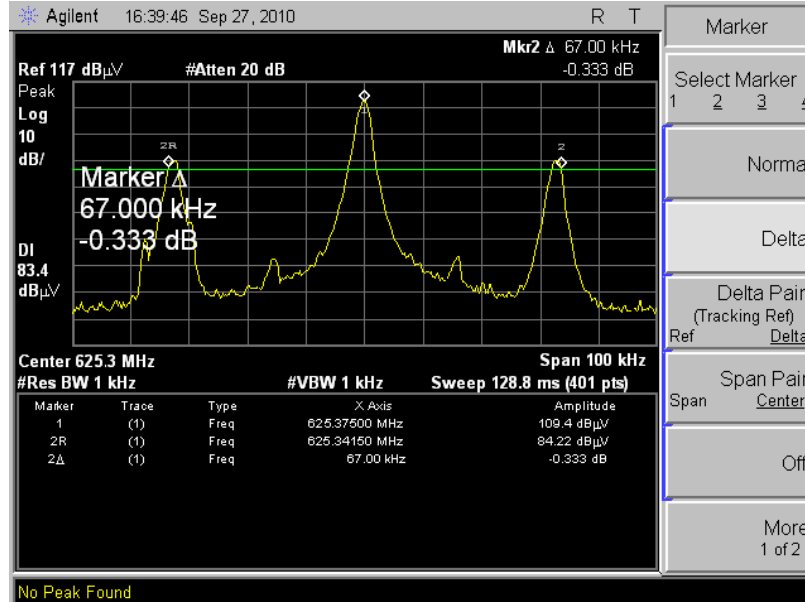 Agilent 16:39:46 Sep 27, 2010 R T
Mkr2 Δ 67.00 kHz
Ref 117 dBµV #Atten 20 dB -0.333 dB
Peak
Log
10
dB/
2R
2
Marker Δ
67.000 kHz
-0.333 dB
DI
83.4
dBµV
Center 625.3 MHz Span 100 kHz
#Res BW 1 kHz #VBW 1 kHz Sweep 128.8 ms (401 pts)
Marker Trace Type X Axis Amplitude
1 (1) Freq 625.37500 MHz 109.4 dBµV
2R (1) Freq 625.34150 MHz 84.22 dBµV
2Δ (1) Freq 67.00 kHz -0.333 dB
No Peak Found
Marker
Select Marker
1 2 3 4
Norma
Delta
Delta Pair
(Tracking Ref)
Ref Delta
Span Pair
Span Center
Off
More
1 of 2